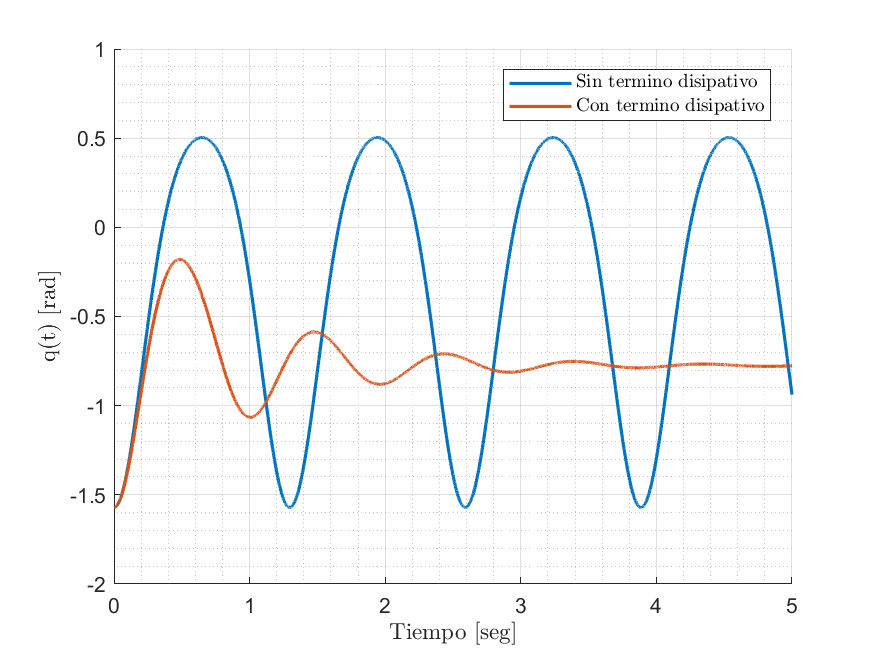 1
0.5
0
-0.5
-1
-1.5
-2
q(t) [rad]
Sin termino disipativo
Con termino disipativo
0 1 2 3 4 5
Tiempo [seg]